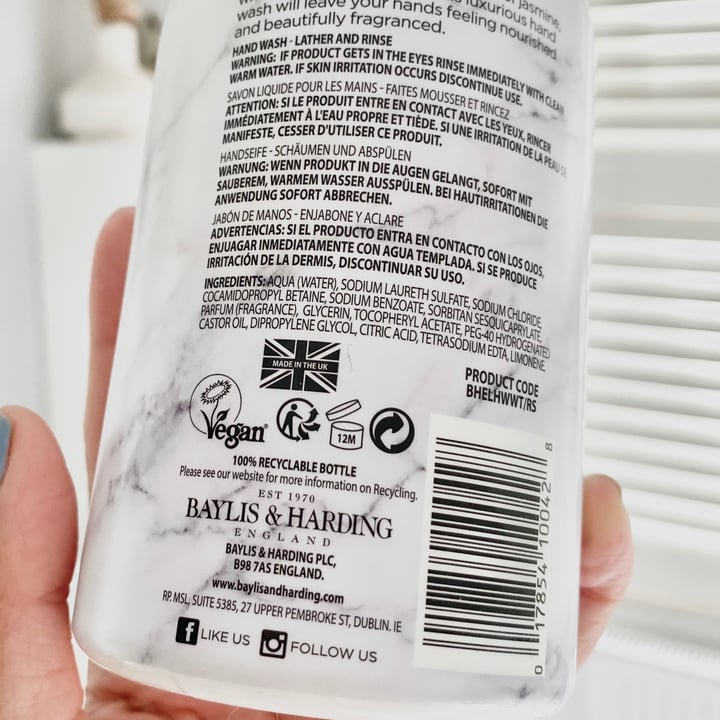 of jasmine,
luxurious hand
wash will leave your hands feeling nourished
and beautifully fragranced.
HAND WASH - LATHER AND RINSE
WARNING: IF PRODUCT GETS IN THE EYES RINSE IMMEDIATELY WITH CLEAN
WARM WATER. IF SKIN IRRITATION OCCURS DISCONTINUE USE.
SAVON LIQUIDE POUR LES MAINS - FAITES MOUSSER ET RINCEZ
ATTENTION: SI LE PRODUIT ENTRE EN CONTACT AVEC LES YEUX, RINCER
IMMÉDIATEMENT À L'EAU PROPRE ET TIÈDE. SI UNE IRRITATION DE LA PEAU SE
MANIFESTE, CESSER D'UTILISER CE PRODUIT.
HANDSEIFE - SCHÄUMEN UND ABSPÜLEN
WARNUNG: WENN PRODUKT IN DIE AUGEN GELANGT, SOFORT MIT
SAUBEREM, WARMEM WASSER AUSSPÜLEN. BEI HAUTIRRITATIONEN DIE
ANWENDUNG SOFORT ABBRECHEN.
JABÓN DE MANOS - ENJABONE Y ACLARE
ADVERTENCIAS: SI EL PRODUCTO ENTRA EN CONTACTO CON LOS OJOS,
ENJUAGAR INMEDIATAMENTE CON AGUA TEMPLADA. SI SE PRODUCE
IRRITACIÓN DE LA DERMIS, DISCONTINUAR SU USO.
INGREDIENTS: AQUA (WATER), SODIUM LAURETH SULFATE, SODIUM CHLORIDE,
COCAMIDOPROPYL BETAINE, SODIUM BENZOATE, SORBITAN SESQUICAPRYLATE,
PARFUM (FRAGRANCE), GLYCERIN, TOCOPHERYL ACETATE, PEG-40 HYDROGENATED
CASTOR OIL, DIPROPYLENE GLYCOL, CITRIC ACID, TETRASODIUM EDTA, LIMONENE.
MADE IN THE UK
PRODUCT CODE
BHELHWWT/RS
Vegan
12M
100% RECYCLABLE BOTTLE
Please see our website for more information on Recycling.
EST 1970
BAYLIS & HARDING
ENGLAND
BAYLIS & HARDING PLC,
B98 7AS ENGLAND.
www.baylisandharding.com
RP. MSL, SUITE 5385, 27 UPPER PEMBROKE ST, DUBLIN. IE
LIKE US
FOLLOW US
0 17854 10042 8